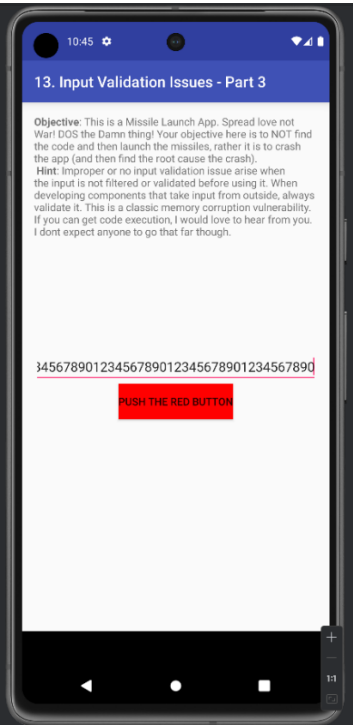 10:45
13. Input Validation Issues - Part 3
Objective: This is a Missile Launch App. Spread love not
War! DOS the Damn thing! Your objective here is to NOT find
the code and then launch the missiles, rather it is to crash
the app (and then find the root cause the crash).
Hint: Improper or no input validation issue arise when
the input is not filtered or validated before using it. When
developing components that take input from outside, always
validate it. This is a classic memory corruption vulnerability.
If you can get code execution, I would love to hear from you.
I dont expect anyone to go that far though.
34567890123456789012345678901234567890
PUSH THE RED BUTTON
1:1